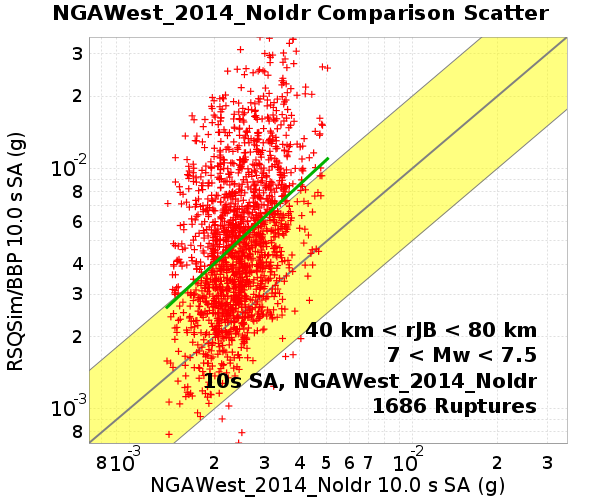 NGAWest_2014_NoIdr Comparison Scatter
RSQSim/BBP 10.0 s SA (g)
3
2
10⁻²
8
6
4
3
2
10⁻³
8
40 km < rJB < 80 km
7 < Mw < 7.5
10s SA, NGAWest_2014_NoIdr
1686 Ruptures
8 10⁻³ 2 3 4 5 6 7 10⁻² 2 3
NGAWest_2014_NoIdr 10.0 s SA (g)